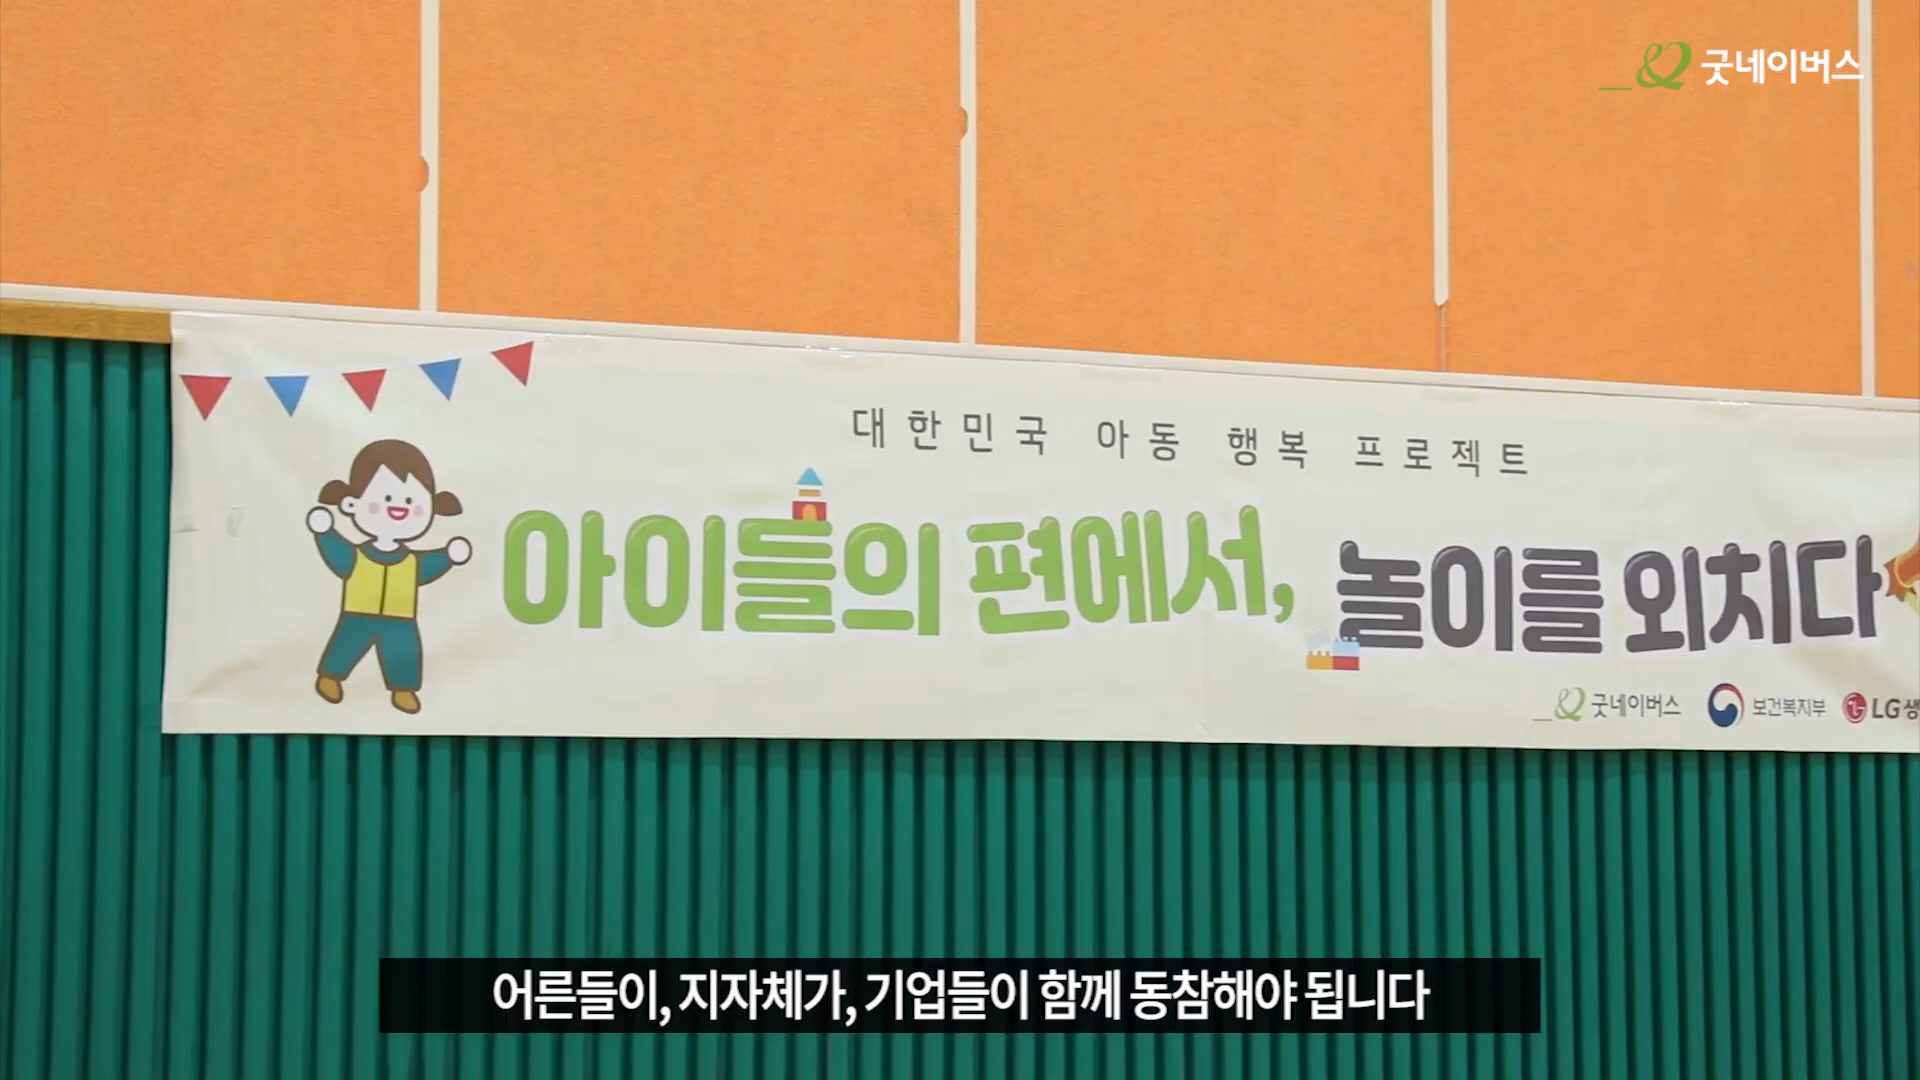 굿네이버스
대한민국 아동 행복 프로젝트
아이들의 편에서, 놀이를 외치다
굿네이버스 보건복지부 LG생
어른들이, 지자체가, 기업들이 함께 동참해야 됩니다